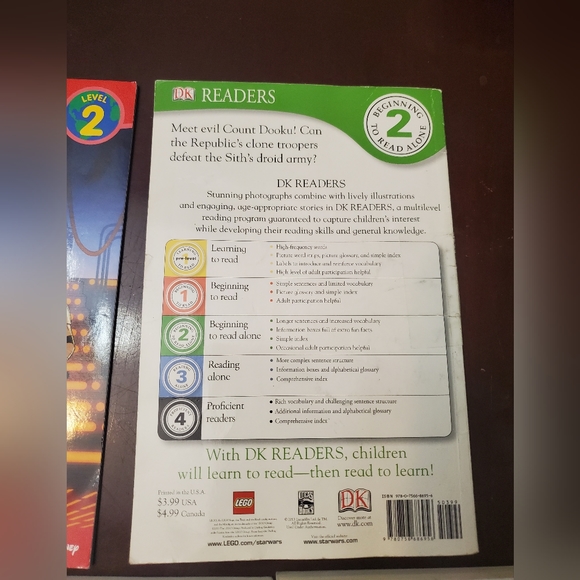 LEVEL
2
DK READERS
BEGINNING
2
TO READ ALONE
Meet evil Count Dooku! Can
the Republic's clone troopers
defeat the Sith's droid army?
DK READERS
Stunning photographs combine with lively illustrations
and engaging, age-appropriate stories in DK READERS, a multilevel
reading program guaranteed to capture children's interest
while developing their reading skills and general knowledge.
pre-level
Learning
to read
• High-frequency words
• Picture word strips, picture glossary, and simple index
• Labels to introduce and reinforce vocabulary
• High level of adult participation helpful
1
Beginning
to read
• Simple sentences and limited vocabulary
• Picture glossary and simple index
• Adult participation helpful
2
Beginning
to read alone
• Longer sentences and increased vocabulary
• Information boxes full of extra fun facts
• Simple index
• Occasional adult participation helpful
3
Reading
alone
• More complex sentence structure
• Information boxes and alphabetical glossary
• Comprehensive index
4
Proficient
readers
• Rich vocabulary and challenging sentence structure
• Additional information and alphabetical glossary
• Comprehensive index
With DK READERS, children
will learn to read—then read to learn!
Printed in the U.S.A.
$3.99 USA
$4.99 Canada
LEGO
DK
Discover more at
www.dk.com
www.LEGO.com/starwars
www.starwars.com
50399